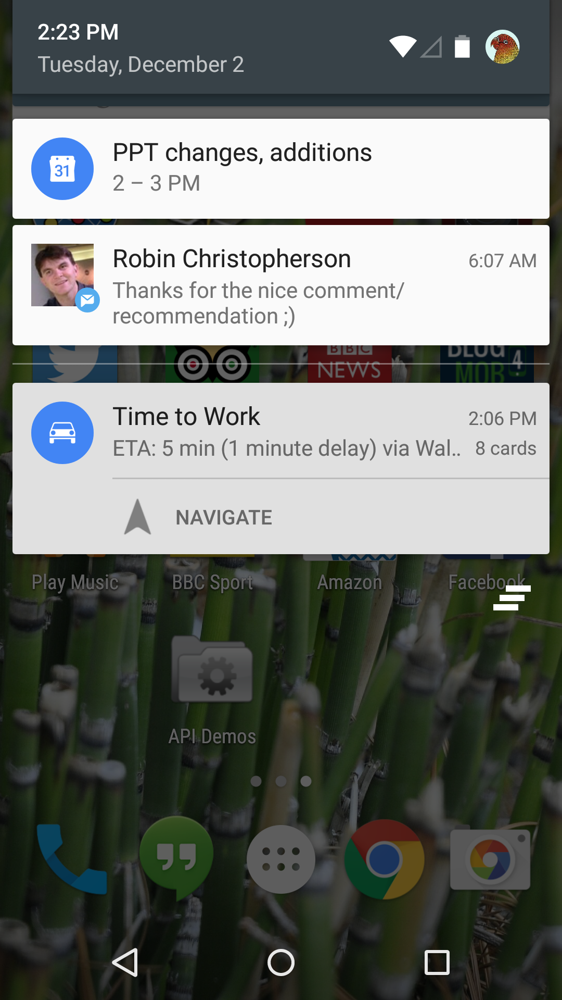 2:23 PM
Tuesday, December 2
31
PPT changes, additions
2 – 3 PM
Robin Christopherson
6:07 AM
Thanks for the nice comment/
recommendation ;)
BBC
NEWS
BLOG
MOB
4
Time to Work
2:06 PM
ETA: 5 min (1 minute delay) via Wal..
8 cards
NAVIGATE
Play Music
BBC Sport
Amazon
Facebook
API Demos